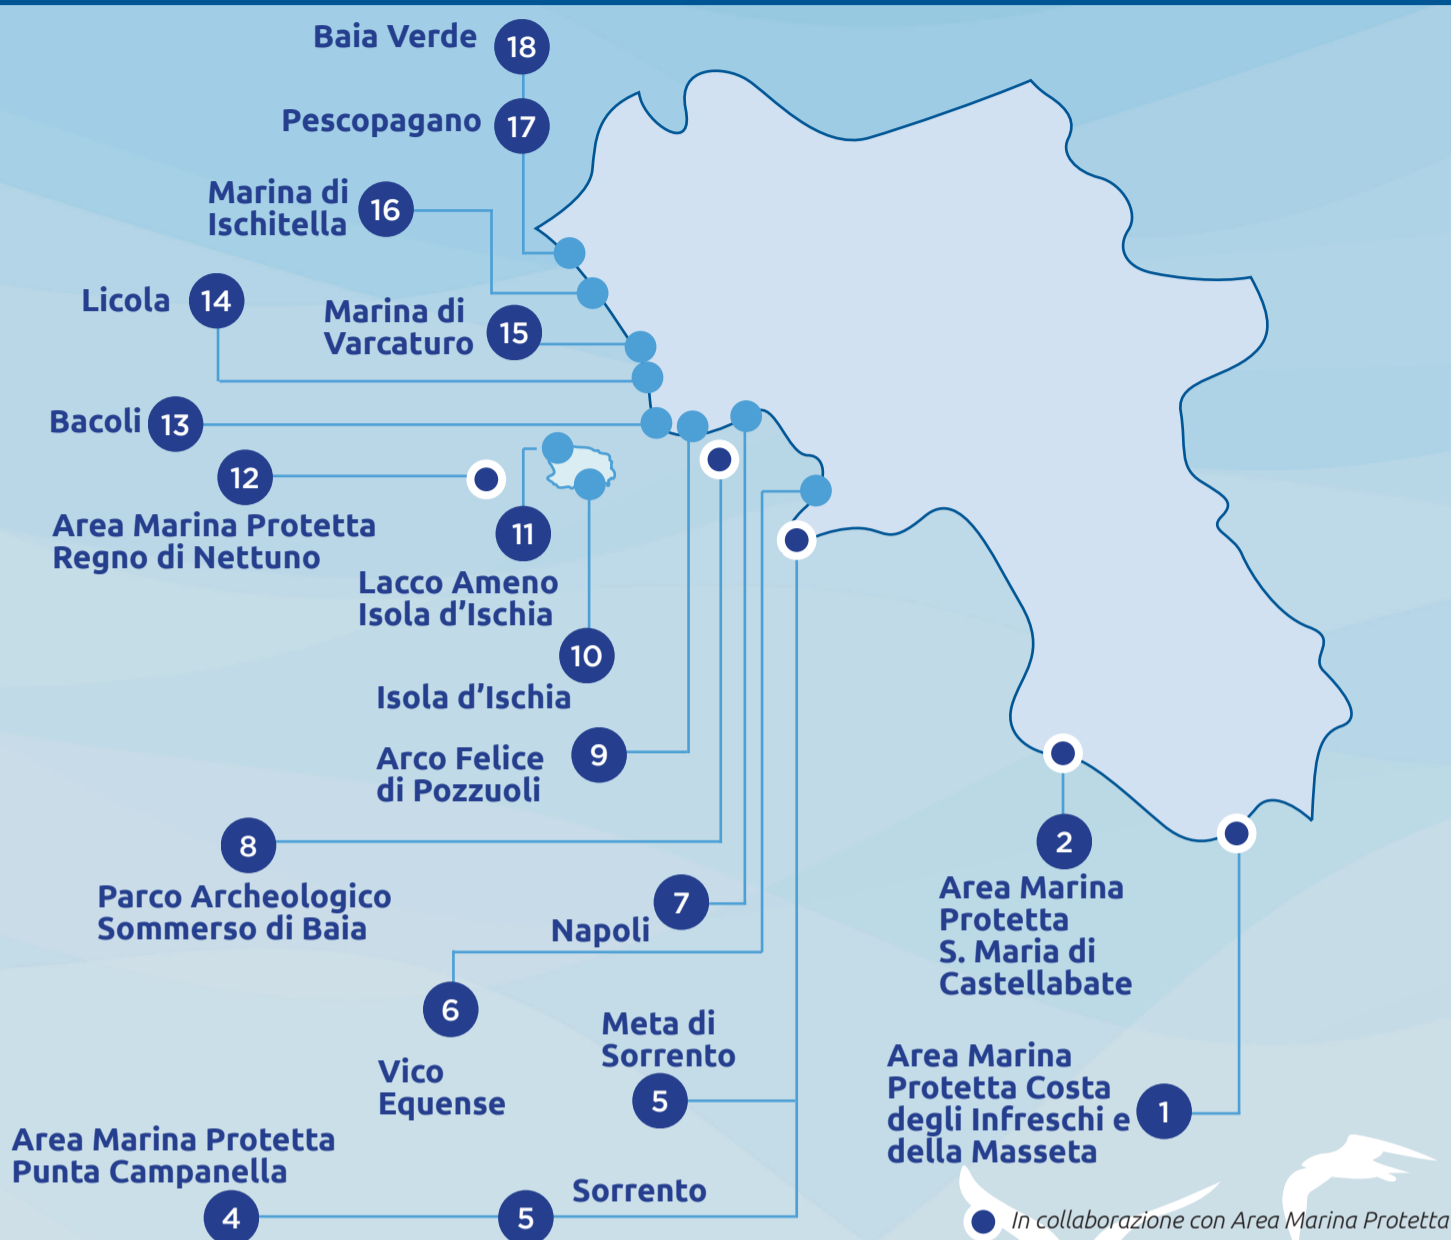 Baia Verde
18
Pescopagano
17
Marina di
Ischitella
16
Licola
14
Marina di
Varcaturo
15
Bacoli
13
12
Area Marina Protetta
Regno di Nettuno
11
Lacco Ameno
Isola d'Ischia
10
Isola d'Ischia
Arco Felice
di Pozzuoli
9
8
Parco Archeologico
Sommerso di Baia
7
Napoli
6
Vico
Equense
Meta di
Sorrento
5
Area Marina Protetta
Punta Campanella
4
5
Sorrento
2
Area Marina
Protetta
S. Maria di
Castellabate
Area Marina
Protetta Costa
degli Infreschi e
della Masseta
1
In collaborazione con Area Marina Protetta